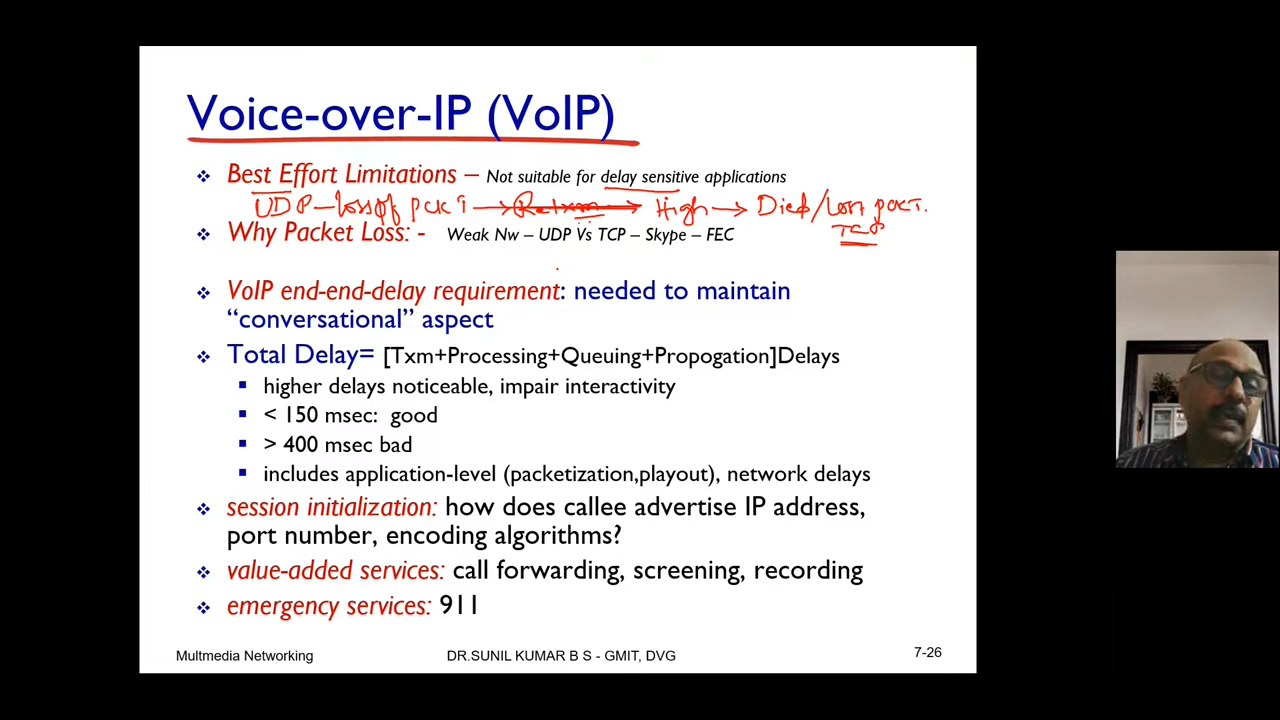 Voice-over-IP (VoIP)
❖ Best Effort Limitations – Not suitable for delay sensitive applications
UDP – loss of pckt → Retxm → High → Died/Loss pckt.
TCP
❖ Why Packet Loss: - Weak Nw – UDP Vs TCP – Skype – FEC
❖ VoIP end-end-delay requirement: needed to maintain
“conversational” aspect
❖ Total Delay= [Txm+Processing+Queuing+Propogation]Delays
▪ higher delays noticeable, impair interactivity
▪ < 150 msec: good
▪ > 400 msec bad
▪ includes application-level (packetization,playout), network delays
❖ session initialization: how does callee advertise IP address,
port number, encoding algorithms?
❖ value-added services: call forwarding, screening, recording
❖ emergency services: 911
Multmedia Networking DR.SUNIL KUMAR B S - GMIT, DVG 7-26